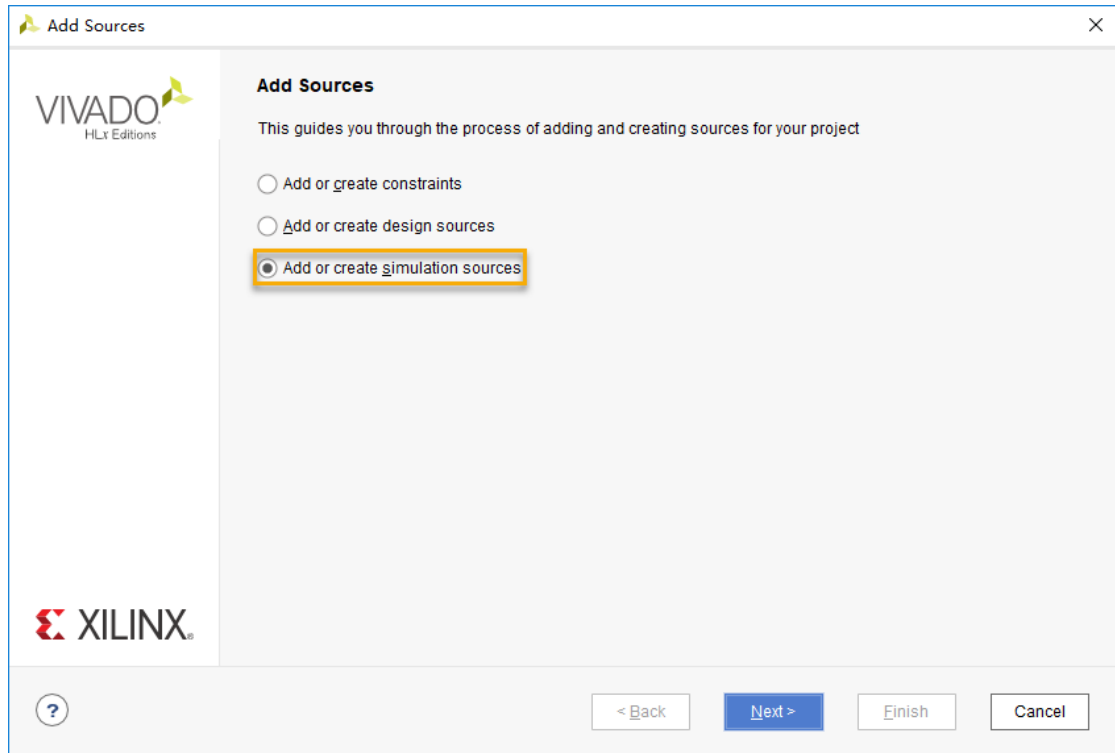 Add Sources
VIVADO
HLx Editions
Add Sources
This guides you through the process of adding and creating sources for your project
Add or create constraints
Add or create design sources
Add or create simulation sources
XILINX®
?
< Back
Next >
Finish
Cancel